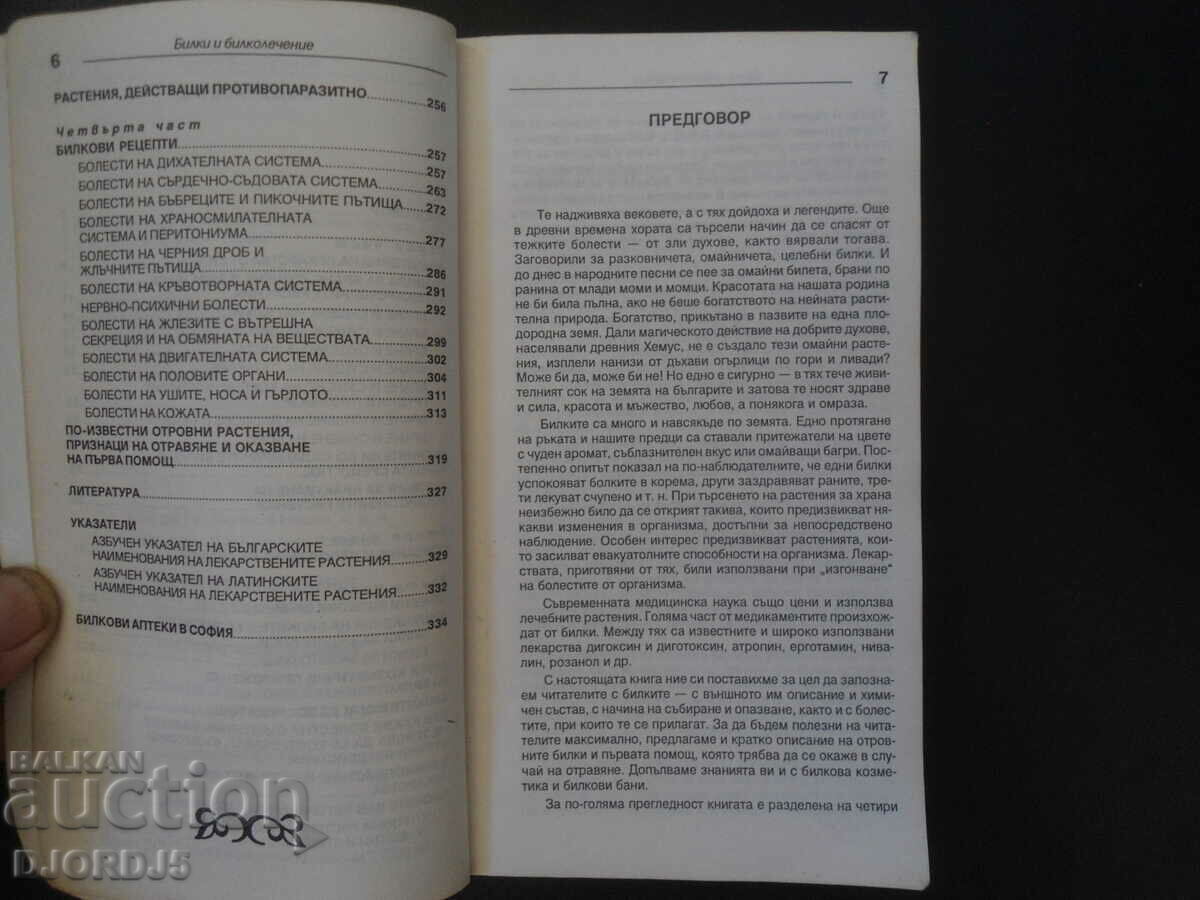 6
Билки и билколечение
РАСТЕНИЯ, ДЕЙСТВАЩИ ПРОТИВОПАРАЗИТНО..........256
Четвърта част
БИЛКОВИ РЕЦЕПТИ..........257
БОЛЕСТИ НА ДИХАТЕЛНАТА СИСТЕМА..........257
БОЛЕСТИ НА СЪРДЕЧНО-СЪДОВАТА СИСТЕМА..........263
БОЛЕСТИ НА БЪБРЕЦИТЕ И ПИКОЧНИТЕ ПЪТИЩА..........272
БОЛЕСТИ НА ХРАНОСМИЛАТЕЛНАТА
СИСТЕМА И ПЕРИТОНИУМА..........277
БОЛЕСТИ НА ЧЕРНИЯ ДРОБ И
ЖЛЪЧНИТЕ ПЪТИЩА..........286
БОЛЕСТИ НА КРЪВОТВОРНАТА СИСТЕМА..........291
НЕРВНО-ПСИХИЧНИ БОЛЕСТИ..........292
БОЛЕСТИ НА ЖЛЕЗИТЕ С ВЪТРЕШНА
СЕКРЕЦИЯ И НА ОБМЯНАТА НА ВЕЩЕСТВАТА..........299
БОЛЕСТИ НА ДВИГАТЕЛНАТА СИСТЕМА..........302
БОЛЕСТИ НА ПОЛОВИТЕ ОРГАНИ..........304
БОЛЕСТИ НА УШИТЕ, НОСА И ГЪРЛОТО..........311
БОЛЕСТИ НА КОЖАТА..........313
ПО-ИЗВЕСТНИ ОТРОВНИ РАСТЕНИЯ,
ПРИЗНАЦИ НА ОТРАВЯНЕ И ОКАЗВАНЕ
НА ПЪРВА ПОМОЩ..........319
ЛИТЕРАТУРА..........327
УКАЗАТЕЛИ
АЗБУЧЕН УКАЗАТЕЛ НА БЪЛГАРСКИТЕ
НАИМЕНОВАНИЯ НА ЛЕКАРСТВЕНИТЕ РАСТЕНИЯ..........329
АЗБУЧЕН УКАЗАТЕЛ НА ЛАТИНСКИТЕ
НАИМЕНОВАНИЯ НА ЛЕКАРСТВЕНИТЕ РАСТЕНИЯ..........332
БИЛКОВИ АПТЕКИ В СОФИЯ..........334
7
ПРЕДГОВОР
Те надживяха вековете, а с тях дойдоха и легендите. Още
в древни времена хората са търсели начин да се спасят от
тежките болести — от зли духове, както вярвали тогава.
Заговорили за разковничета, омайничета, целебни билки. И
до днес в народните песни се пее за омайни билета, брани по
ранина от млади моми и момци. Красотата на нашата родина
не би била пълна, ако не беше богатството на нейната расти-
телна природа. Богатство, прикътано в пазвите на една пло-
дородна земя. Дали магическото действие на добрите духове,
населявали древния Хемус, не е създало тези омайни расте-
ния, изплели нанизи от дъхави огърлици по гори и ливади?
Може би да, може би не! Но едно е сигурно — в тях тече живи-
телният сок на земята на българите и затова те носят здраве
и сила, красота и мъжество, любов, а понякога и омраза.
Билките са много и навсякъде по земята. Едно протягане
на ръката и нашите предци са ставали притежатели на цвете
с чуден аромат, съблазнителен вкус или омайващи багри. Пос-
тепенно опитът показал на по-наблюдателните, че едни билки
успокояват болките в корема, други заздравяват раните, тре-
ти лекуват счупено и т. н. При търсенето на растения за храна
неизбежно било да се открият такива, които предизвикват ня-
какви изменения в организма, достъпни за непосредствено
наблюдение. Особен интерес предизвикват растенията, кои-
то засилват евакуатолните способности на организма. Лекар-
ствата, приготвяни от тях, били използвани при „изгонване“
на болестите от организма.
Съвременната медицинска наука също цени и използва
лечебните растения. Голяма част от медикаментите произхож-
дат от билки. Между тях са известните и широко използвани
лекарства дигоксин и диготоксин, атропин, ерготамин, нива-
лин, розанол и др.
С настоящата книга ние си поставихме за цел да запозна-
ем читателите с билките — с външното им описание и хими-
чен състав, с начина на събиране и опазване, както и с болес-
тите, при които те се прилагат. За да бъдем полезни на чита-
телите максимално, предлагаме и кратко описание на отров-
ните билки и първата помощ, която трябва да се окаже в слу-
чай на отравяне. Допълваме знанията ви и с билкова козме-
тика и билкови бани.
За по-голяма прегледност книгата е разделена на четири
BALKAN
auction
DJORDJ5